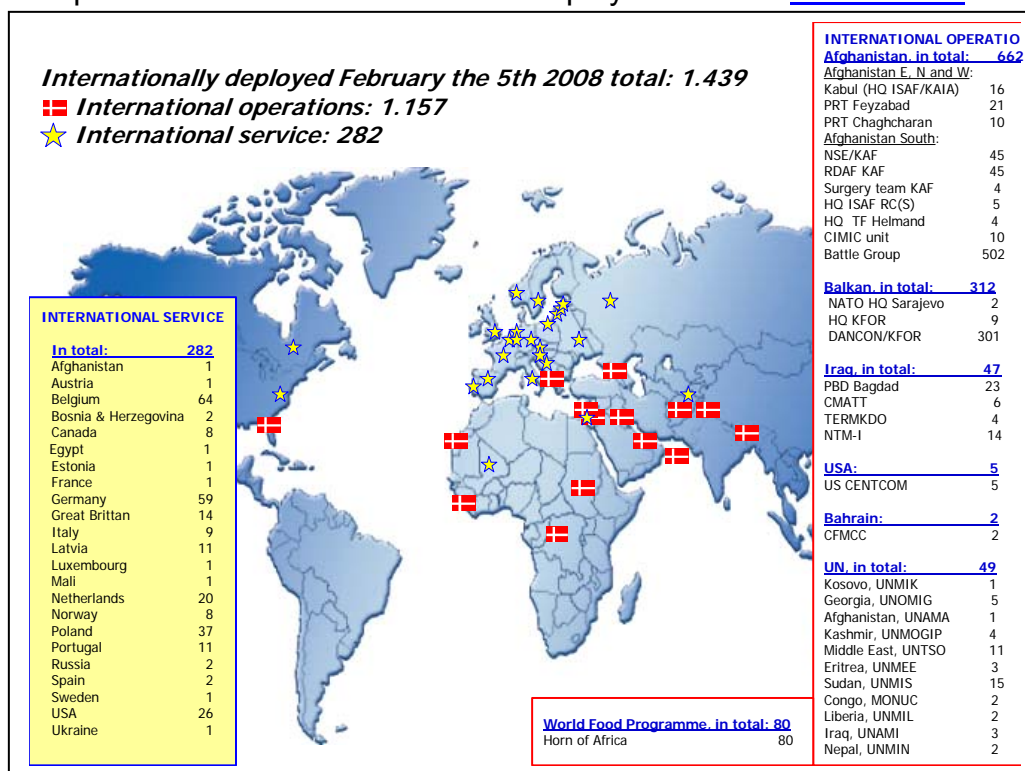 Internationally deployed February the 5th 2008 total: 1.439
International operations: 1.157
International service: 282
INTERNATIONAL SERVICE
In total: 282
Afghanistan 1
Austria 1
Belgium 64
Bosnia & Herzegovina 2
Canada 8
Egypt 1
Estonia 1
France 1
Germany 59
Great Brittan 14
Italy 9
Latvia 11
Luxembourg 1
Mali 1
Netherlands 20
Norway 8
Poland 37
Portugal 11
Russia 2
Spain 2
Sweden 1
USA 26
Ukraine 1
World Food Programme, in total: 80
Horn of Africa 80
INTERNATIONAL OPERATIO
Afghanistan, in total: 662
Afghanistan E, N and W:
Kabul (HQ ISAF/KAIA) 16
PRT Feyzabad 21
PRT Chaghcharan 10
Afghanistan South:
NSE/KAF 45
RDAF KAF 45
Surgery team KAF 4
HQ ISAF RC(S) 5
HQ TF Helmand 4
CIMIC unit 10
Battle Group 502
Balkan, in total: 312
NATO HQ Sarajevo 2
HQ KFOR 9
DANCON/KFOR 301
Iraq, in total: 47
PBD Bagdad 23
CMATT 6
TERMKDO 4
NTM-I 14
USA: 5
US CENTCOM 5
Bahrain: 2
CFMCC 2
UN, in total: 49
Kosovo, UNMIK 1
Georgia, UNOMIG 5
Afghanistan, UNAMA 1
Kashmir, UNMOGIP 4
Middle East, UNTSO 11
Eritrea, UNMEE 3
Sudan, UNMIS 15
Congo, MONUC 2
Liberia, UNMIL 2
Iraq, UNAMI 3
Nepal, UNMIN 2